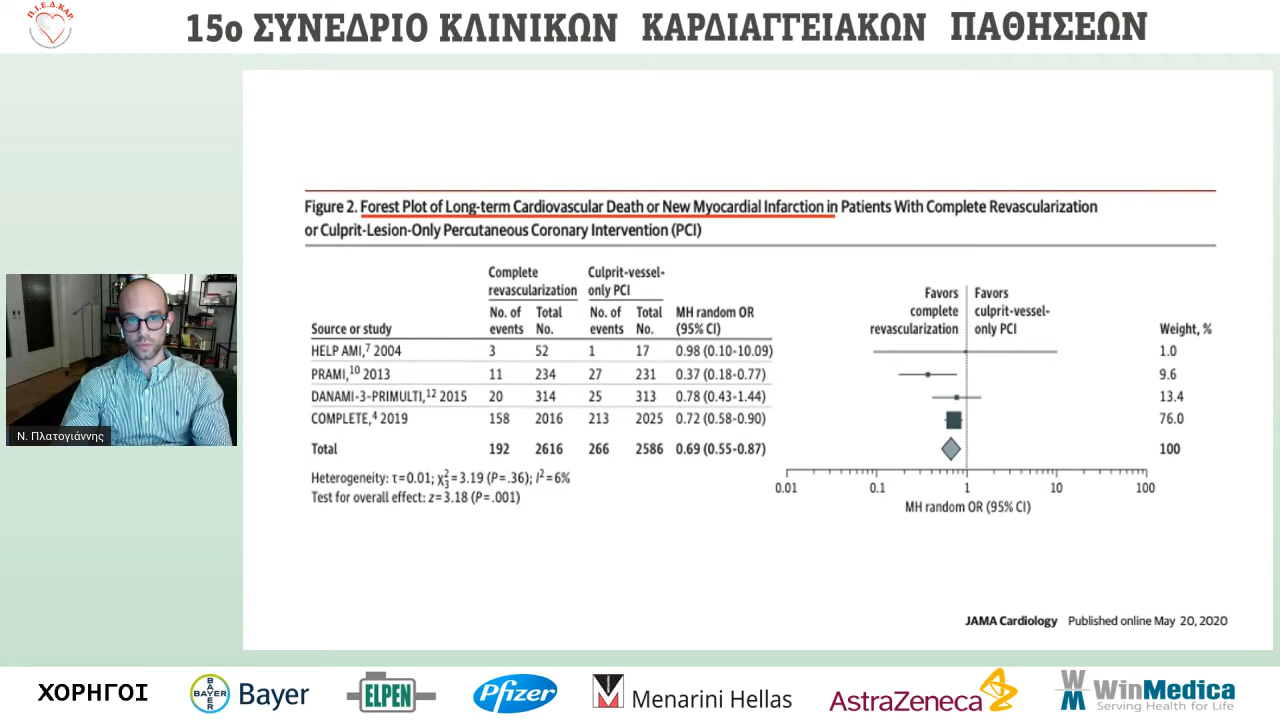 Π.Ι.Ε.Δ.ΚΑΡ.
15ο ΣΥΝΕΔΡΙΟ ΚΛΙΝΙΚΩΝ ΚΑΡΔΙΑΓΓΕΙΑΚΩΝ ΠΑΘΗΣΕΩΝ
Figure 2. Forest Plot of Long-term Cardiovascular Death or New Myocardial Infarction in Patients With Complete Revascularization
or Culprit-Lesion-Only Percutaneous Coronary Intervention (PCI)
Complete revascularization
Culprit-vessel-only PCI
Source or study No. of events Total No. No. of events Total No. MH random OR (95% CI) Favors complete revascularization Favors culprit-vessel-only PCI Weight, %
HELP AMI,7 2004 3 52 1 17 0.98 (0.10-10.09) 1.0
PRAMI,10 2013 11 234 27 231 0.37 (0.18-0.77) 9.6
DANAMI-3-PRIMULTI,12 2015 20 314 25 313 0.78 (0.43-1.44) 13.4
COMPLETE,4 2019 158 2016 213 2025 0.72 (0.58-0.90) 76.0
Total 192 2616 266 2586 0.69 (0.55-0.87) 100
Heterogeneity: τ=0.01; χ²₃=3.19 (P=.36); I²=6%
Test for overall effect: z=3.18 (P=.001)
0.01 0.1 1 10 100
MH random OR (95% CI)
JAMA Cardiology Published online May 20, 2020
Ν. Πλατογιάννης
ΧΟΡΗΓΟΙ
BAYER
BAYER
Bayer
ELPEN
Pfizer
Menarini Hellas
AstraZeneca
WM
WinMedica
Serving Health for Life